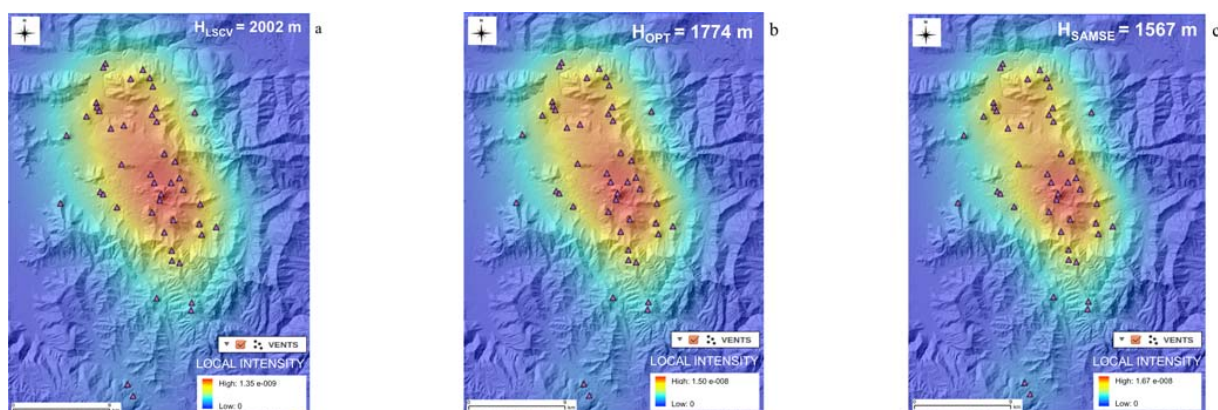 H_LSCV = 2002 m
a
VENTS
LOCAL INTENSITY
High: 1.35 e-009
Low: 0
H_OPT = 1774 m
b
VENTS
LOCAL INTENSITY
High: 1.50 e-008
Low: 0
H_SAMSE = 1567 m
c
VENTS
LOCAL INTENSITY
High: 1.67 e-008
Low: 0